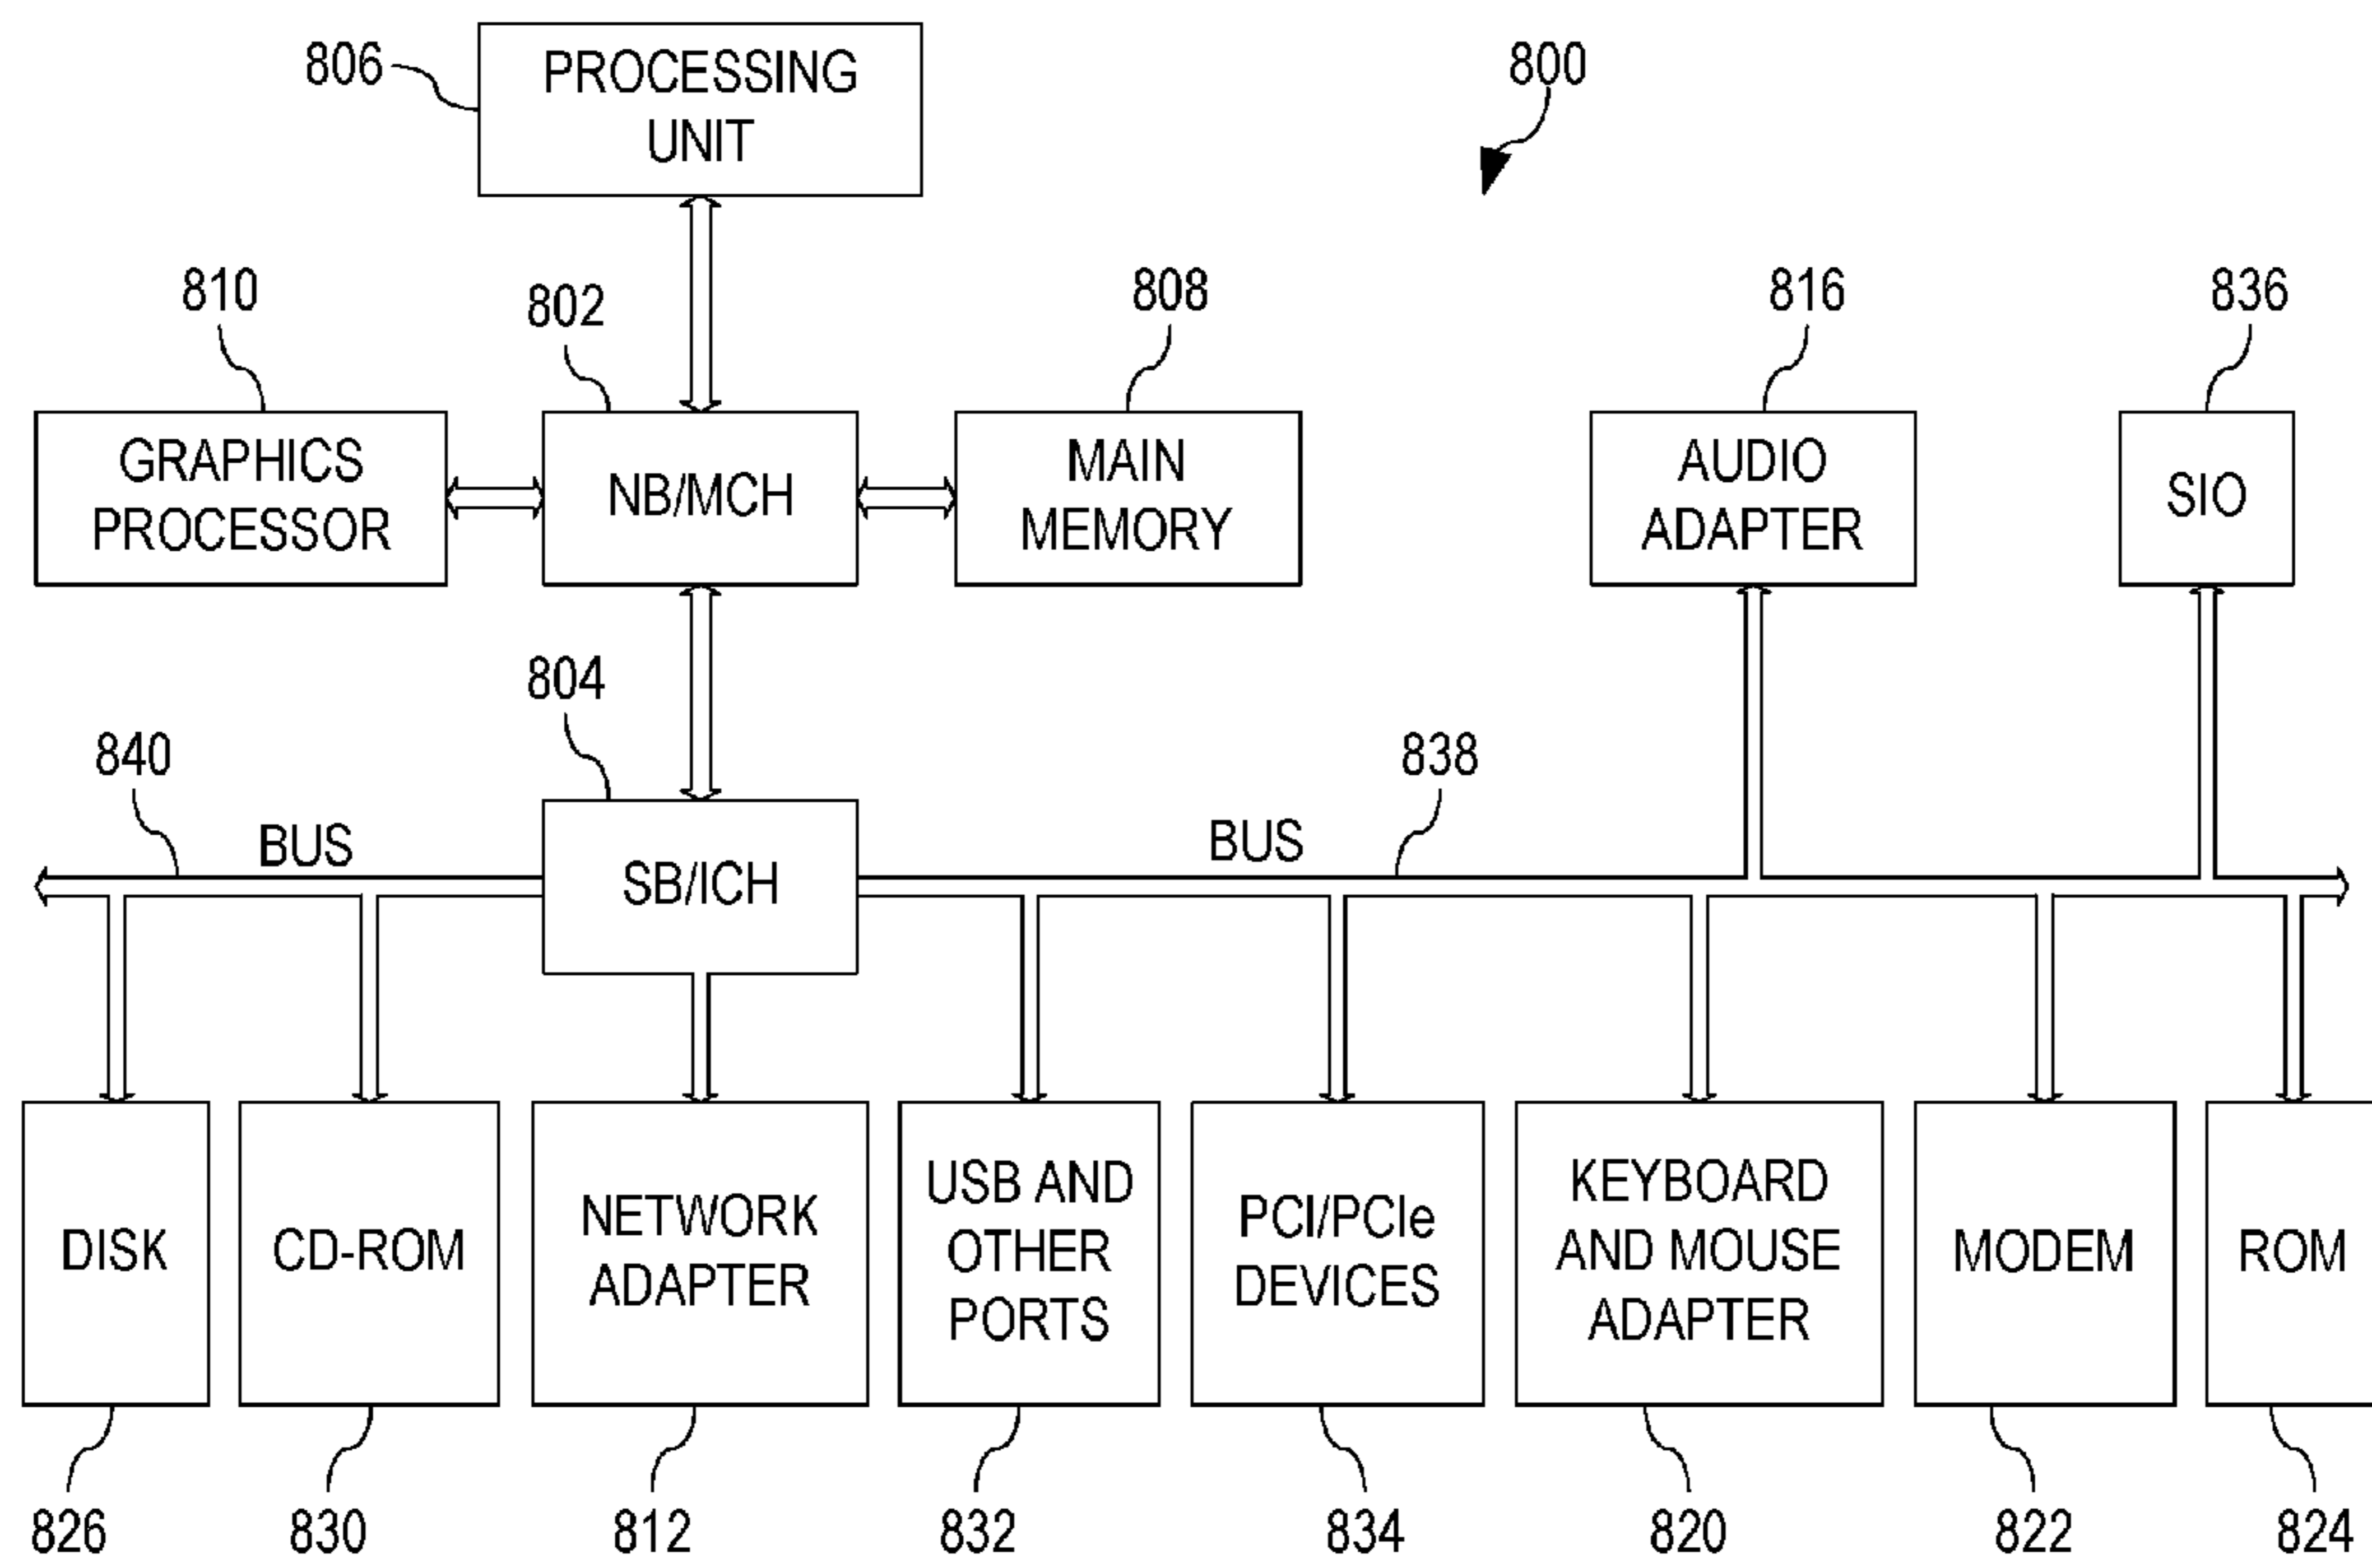 806
PROCESSING
UNIT
800
810
802
808
816
836
GRAPHICS
PROCESSOR
NB/MCH
MAIN
MEMORY
AUDIO
ADAPTER
SIO
804
840
838
BUS
BUS
SB/ICH
DISK
CD-ROM
NETWORK
ADAPTER
USB AND
OTHER
PORTS
PCI/PCIe
DEVICES
KEYBOARD
AND MOUSE
ADAPTER
MODEM
ROM
826
830
812
832
834
820
822
824